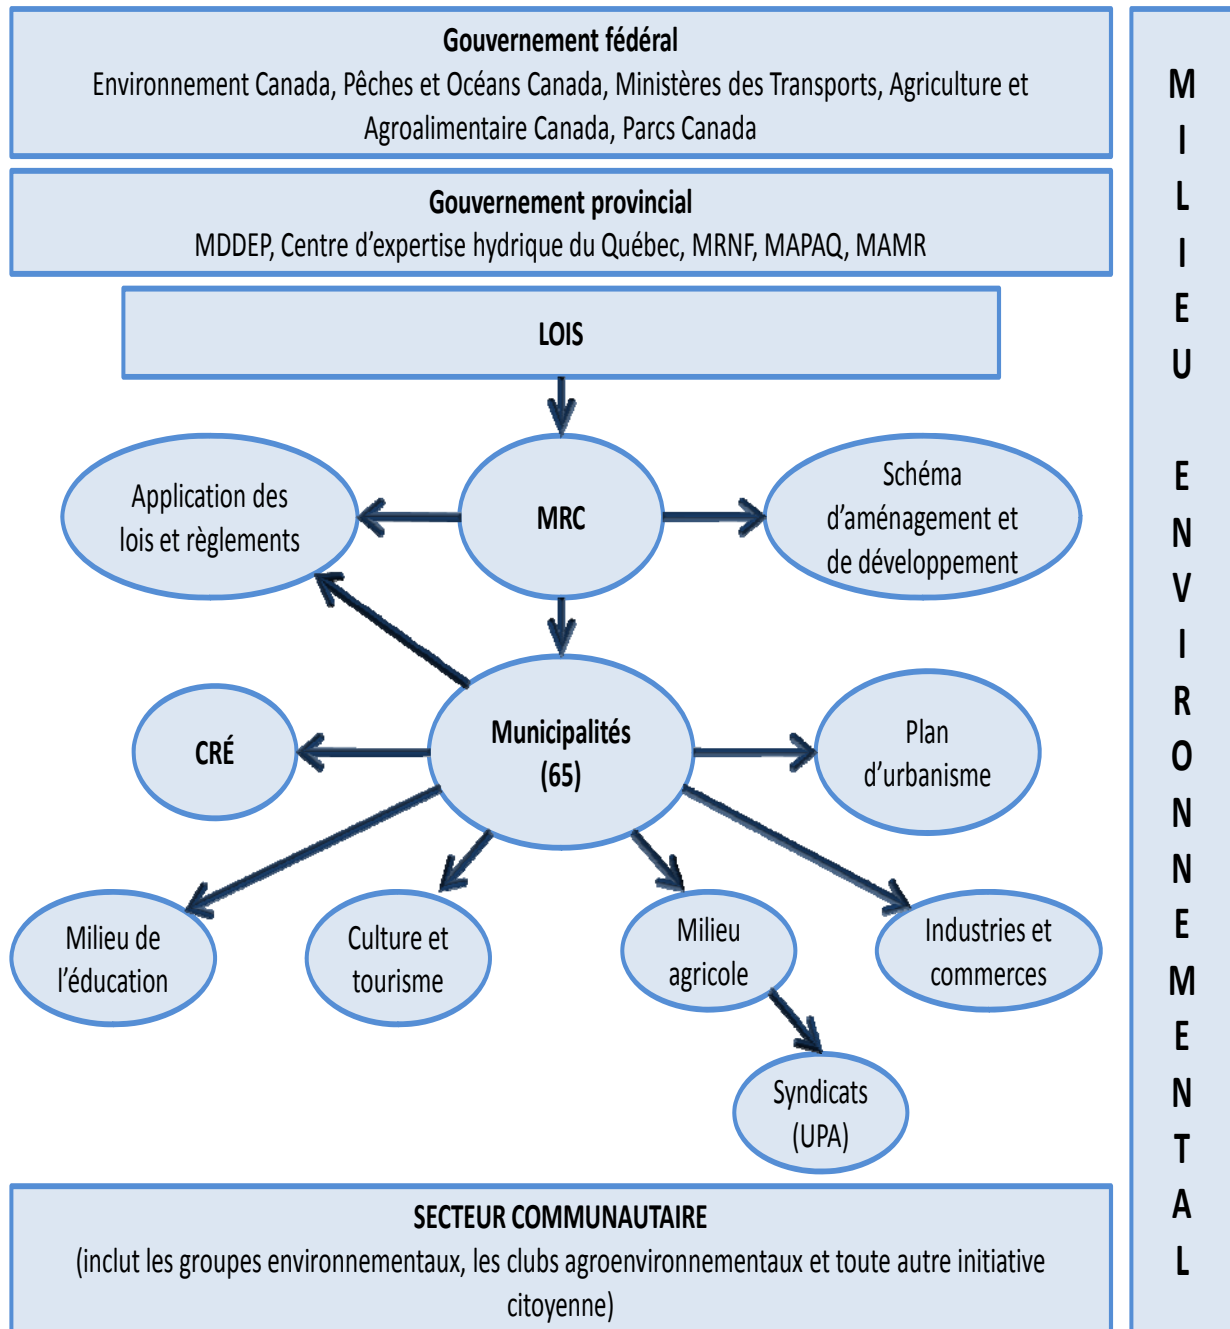 Gouvernement fédéral
Environnement Canada, Pêches et Océans Canada, Ministères des Transports, Agriculture et
Agroalimentaire Canada, Parcs Canada
Gouvernement provincial
MDDEP, Centre d’expertise hydrique du Québec, MRNF, MAPAQ, MAMR
LOIS
Application des
lois et règlements
MRC
Schéma
d’aménagement et
de développement
CRÉ
Municipalités
(65)
Plan
d’urbanisme
Milieu de
l’éducation
Culture et
tourisme
Milieu
agricole
Industries et
commerces
Syndicats
(UPA)
SECTEUR COMMUNAUTAIRE
(inclut les groupes environnementaux, les clubs agroenvironnementaux et toute autre initiative
citoyenne)
MILIEU ENVIRONNEMENTAL